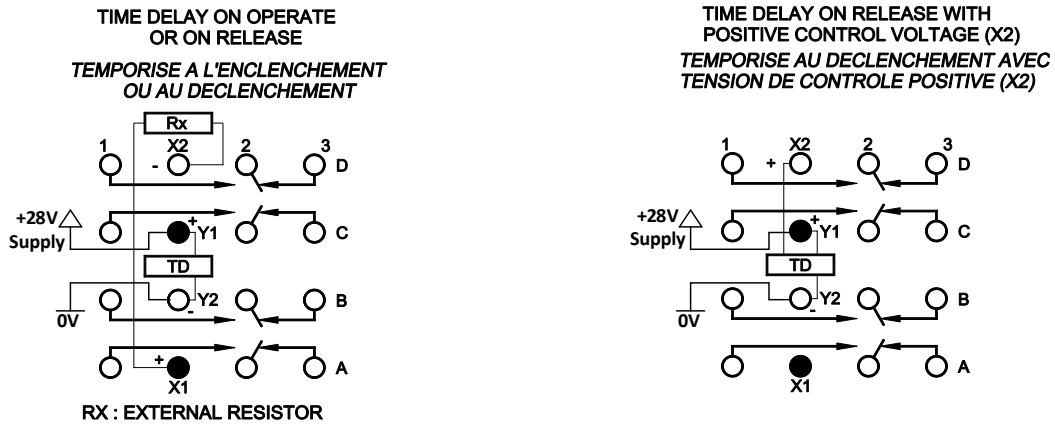 TIME DELAY ON OPERATE
OR ON RELEASE
TEMPORISE A L'ENCLENCHEMENT
OU AU DECLENCHEMENT
Rx
1 X2 2 3
- D
+28V
Supply
+
Y1 C
TD
Y2 B
-
0V
+ A
X1
RX : EXTERNAL RESISTOR
TIME DELAY ON RELEASE WITH
POSITIVE CONTROL VOLTAGE (X2)
TEMPORISE AU DECLENCHEMENT AVEC
TENSION DE CONTROLE POSITIVE (X2)
1 X2 2 3
+ D
+28V
Supply
+
Y1 C
TD
Y2 B
-
0V
A
X1